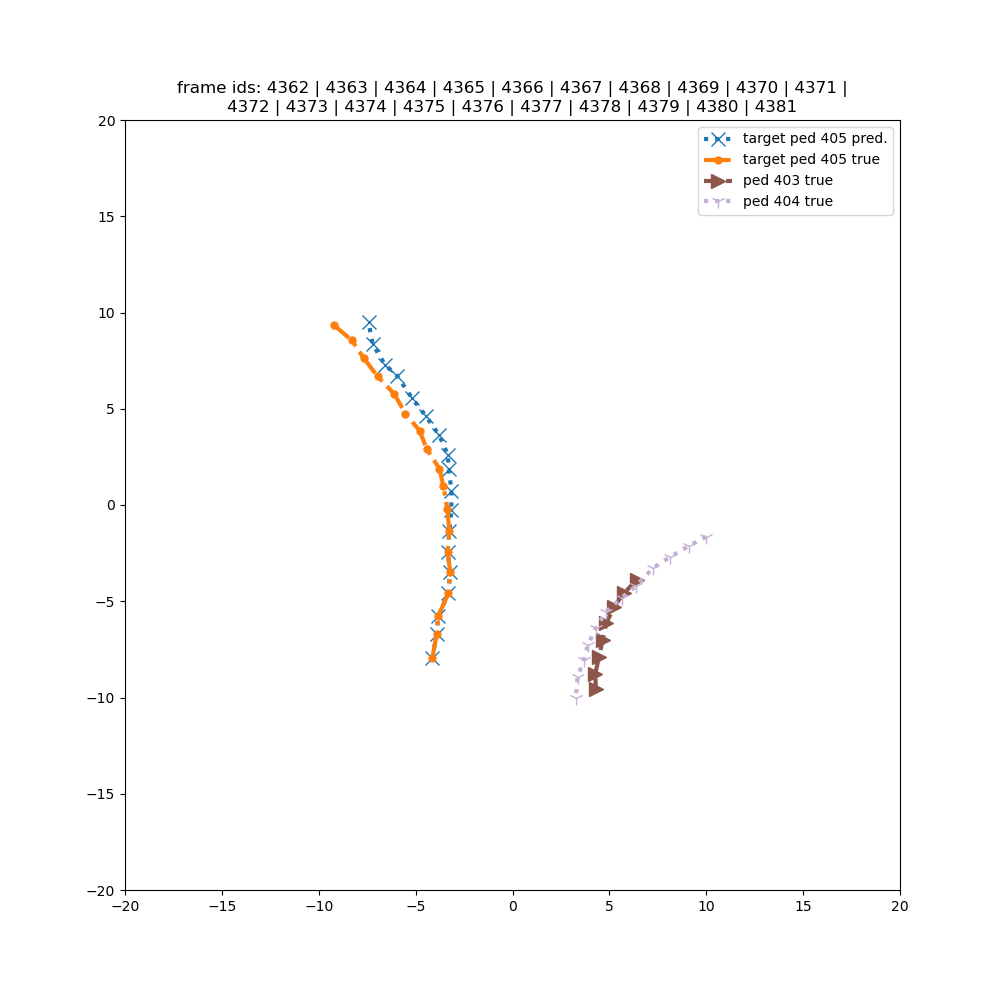 frame ids: 4362 | 4363 | 4364 | 4365 | 4366 | 4367 | 4368 | 4369 | 4370 | 4371 |
4372 | 4373 | 4374 | 4375 | 4376 | 4377 | 4378 | 4379 | 4380 | 4381
target ped 405 pred.
target ped 405 true
ped 403 true
ped 404 true
20
15
10
5
0
−5
−10
−15
−20
−20 −15 −10 −5 0 5 10 15 20